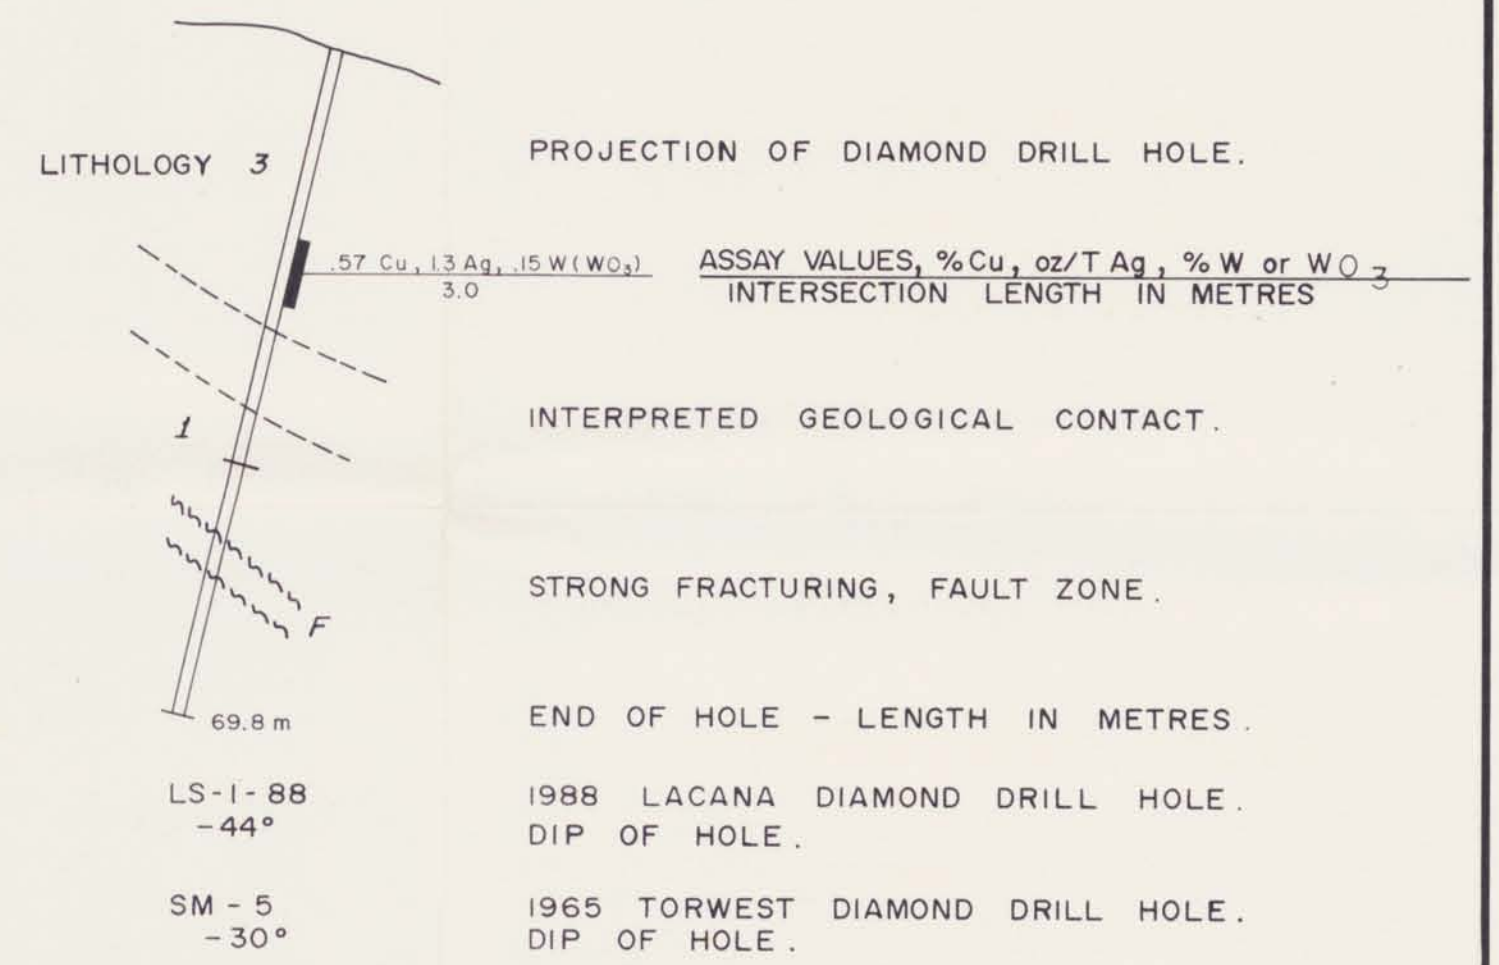 PROJECTION OF DIAMOND DRILL HOLE.
LITHOLOGY 3
.57 Cu, 1.3 Ag, .15 W(WO₃)
3.0
ASSAY VALUES, % Cu, oz/T Ag, % W or WO₃
INTERSECTION LENGTH IN METRES
1
INTERPRETED GEOLOGICAL CONTACT.
STRONG FRACTURING, FAULT ZONE.
F
69.8 m
END OF HOLE - LENGTH IN METRES.
LS-1-88
-44°
1988 LACANA DIAMOND DRILL HOLE.
DIP OF HOLE.
SM - 5
-30°
1965 TORWEST DIAMOND DRILL HOLE.
DIP OF HOLE.